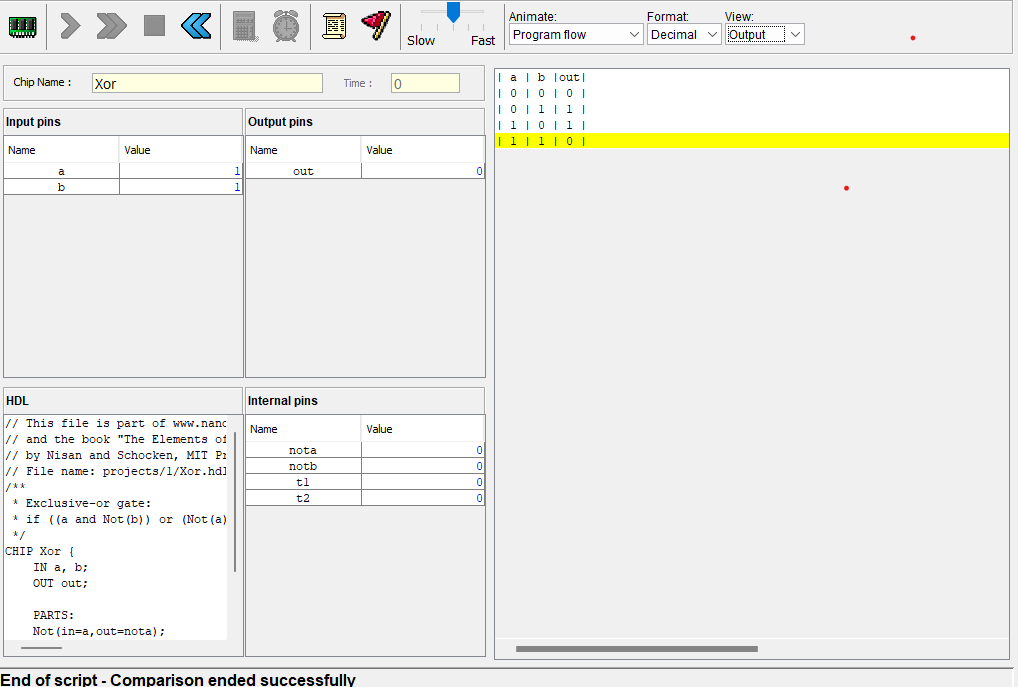 Slow Fast
Animate: Format: View:
Program flow Decimal Output
Chip Name : Xor Time : 0
Input pins
Name Value
a 1
b 1
Output pins
Name Value
out 0
| a | b |out|
| 0 | 0 | 0 |
| 0 | 1 | 1 |
| 1 | 0 | 1 |
| 1 | 1 | 0 |
HDL
// This file is part of www.nand
// and the book "The Elements of
// by Nisan and Schocken, MIT Pr
// File name: projects/1/Xor.hdl
/**
* Exclusive-or gate:
* if ((a and Not(b)) or (Not(a)
*/
CHIP Xor {
IN a, b;
OUT out;
PARTS:
Not(in=a,out=nota);
Internal pins
Name Value
nota 0
notb 0
t1 0
t2 0
End of script - Comparison ended successfully